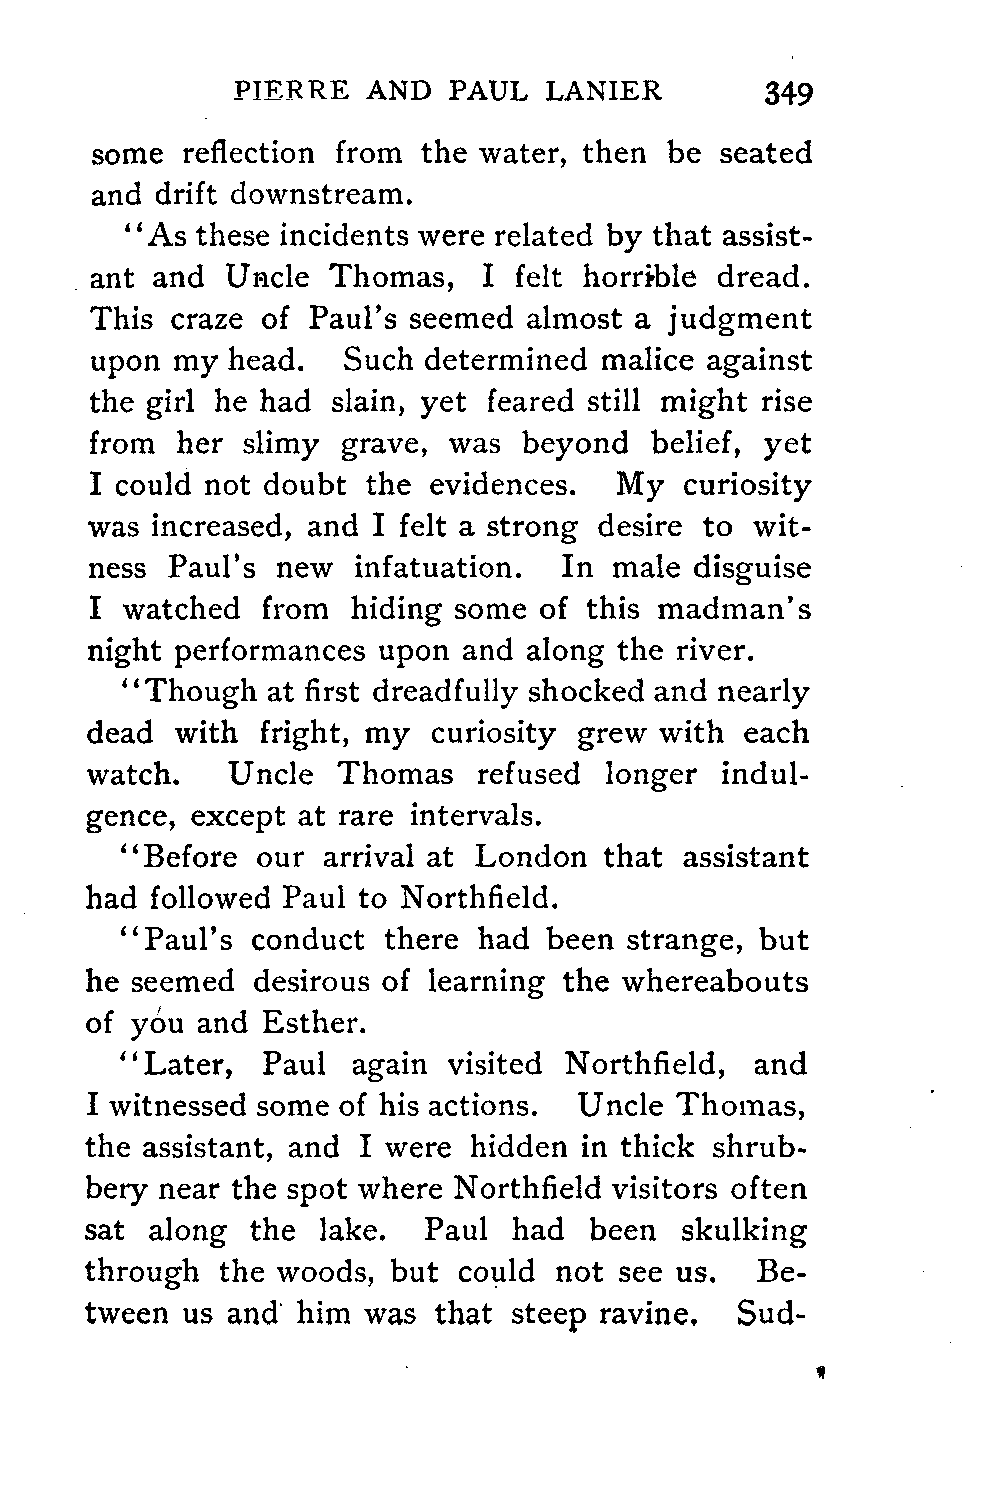 PIERRE AND PAUL LANIER 349
some reflection from the water, then be seated
and drift downstream.
"As these incidents were related by that assist-
ant and Uncle Thomas, I felt horrible dread.
This craze of Paul's seemed almost a judgment
upon my head. Such determined malice against
the girl he had slain, yet feared still might rise
from her slimy grave, was beyond belief, yet
I could not doubt the evidences. My curiosity
was increased, and I felt a strong desire to wit-
ness Paul's new infatuation. In male disguise
I watched from hiding some of this madman's
night performances upon and along the river.
"Though at first dreadfully shocked and nearly
dead with fright, my curiosity grew with each
watch. Uncle Thomas refused longer indul-
gence, except at rare intervals.
"Before our arrival at London that assistant
had followed Paul to Northfield.
"Paul's conduct there had been strange, but
he seemed desirous of learning the whereabouts
of you and Esther.
"Later, Paul again visited Northfield, and
I witnessed some of his actions. Uncle Thomas,
the assistant, and I were hidden in thick shrub-
bery near the spot where Northfield visitors often
sat along the lake. Paul had been skulking
through the woods, but could not see us. Be-
tween us and him was that steep ravine. Sud-